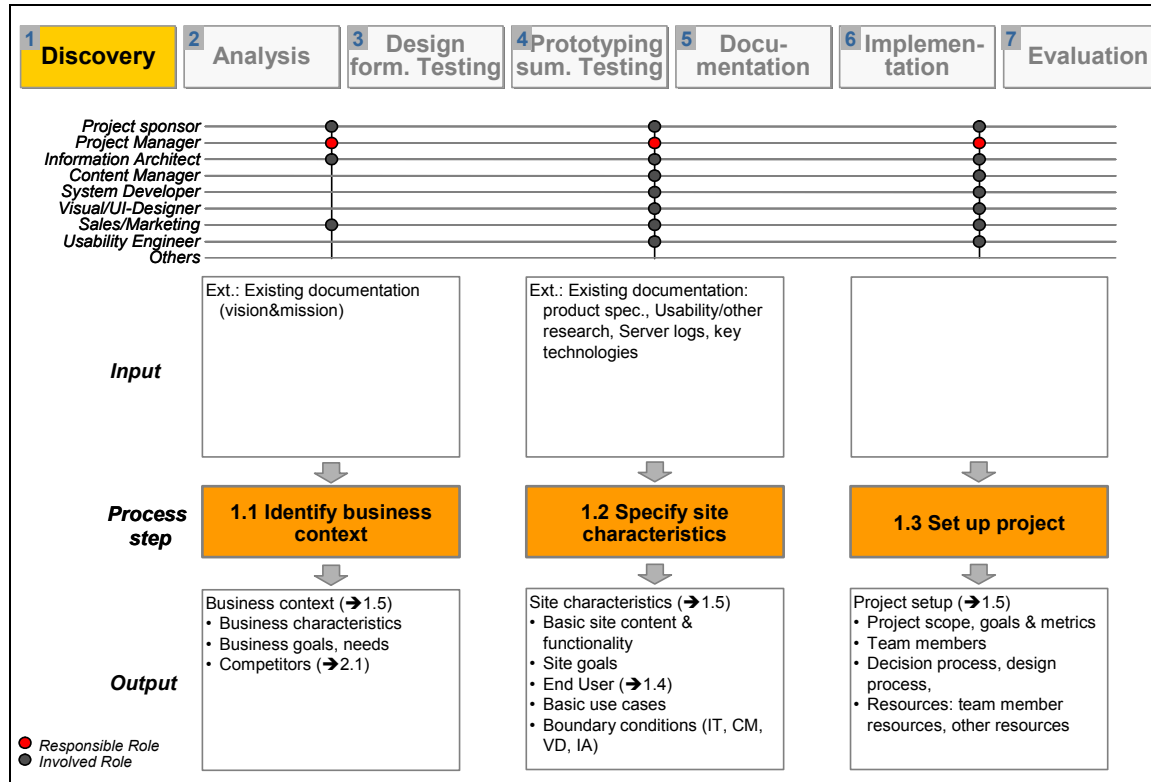 1 Discovery
2 Analysis
3 Design
form. Testing
4 Prototyping
sum. Testing
5 Docu-
mentation
6 Implemen-
tation
7 Evaluation
Project sponsor
Project Manager
Information Architect
Content Manager
System Developer
Visual/UI-Designer
Sales/Marketing
Usability Engineer
Others
Input
Ext.: Existing documentation
(vision&mission)
Ext.: Existing documentation:
product spec., Usability/other
research, Server logs, key
technologies
Process
step
1.1 Identify business
context
1.2 Specify site
characteristics
1.3 Set up project
Output
Business context (➔1.5)
• Business characteristics
• Business goals, needs
• Competitors (➔2.1)
Site characteristics (➔1.5)
• Basic site content &
functionality
• Site goals
• End User (➔1.4)
• Basic use cases
• Boundary conditions (IT, CM,
VD, IA)
Project setup (➔1.5)
• Project scope, goals & metrics
• Team members
• Decision process, design
process,
• Resources: team member
resources, other resources
Responsible Role
Involved Role